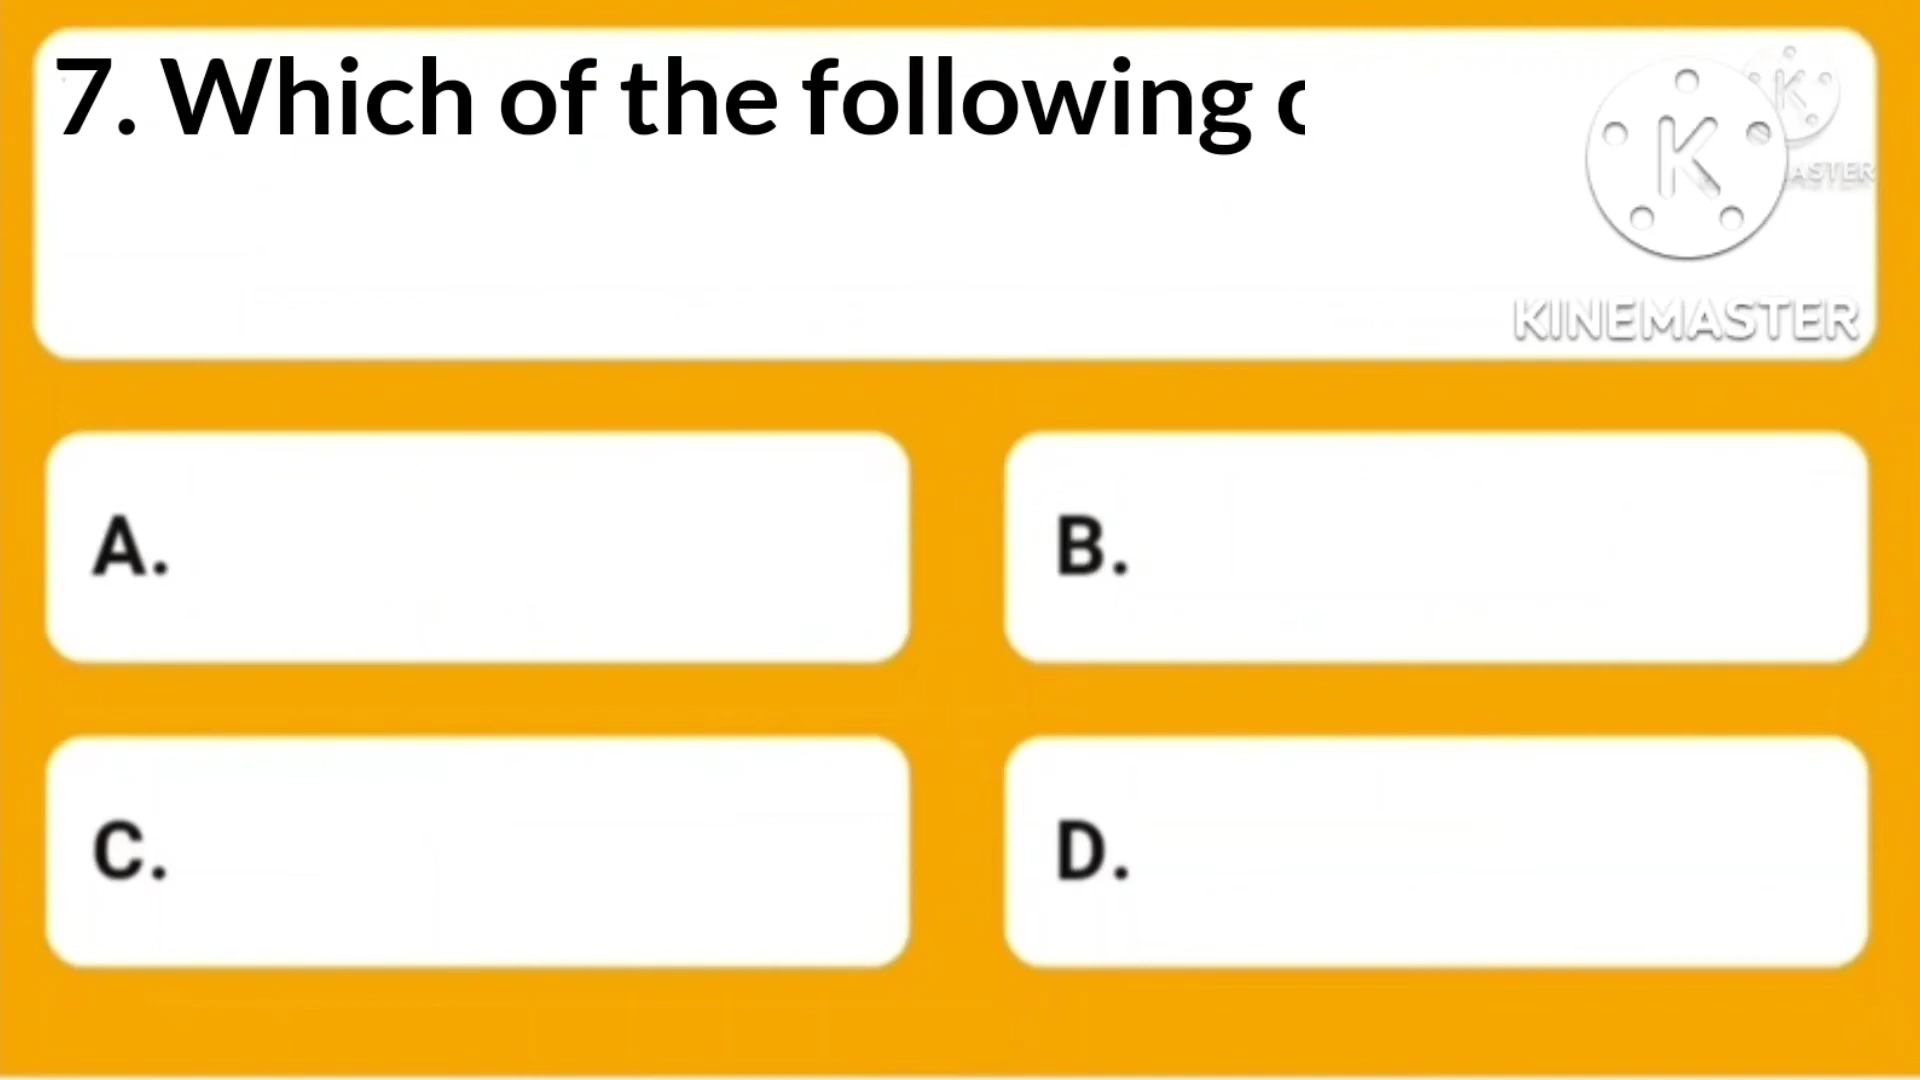 7. Which of the following
KINEMASTER
A.
B.
C.
D.